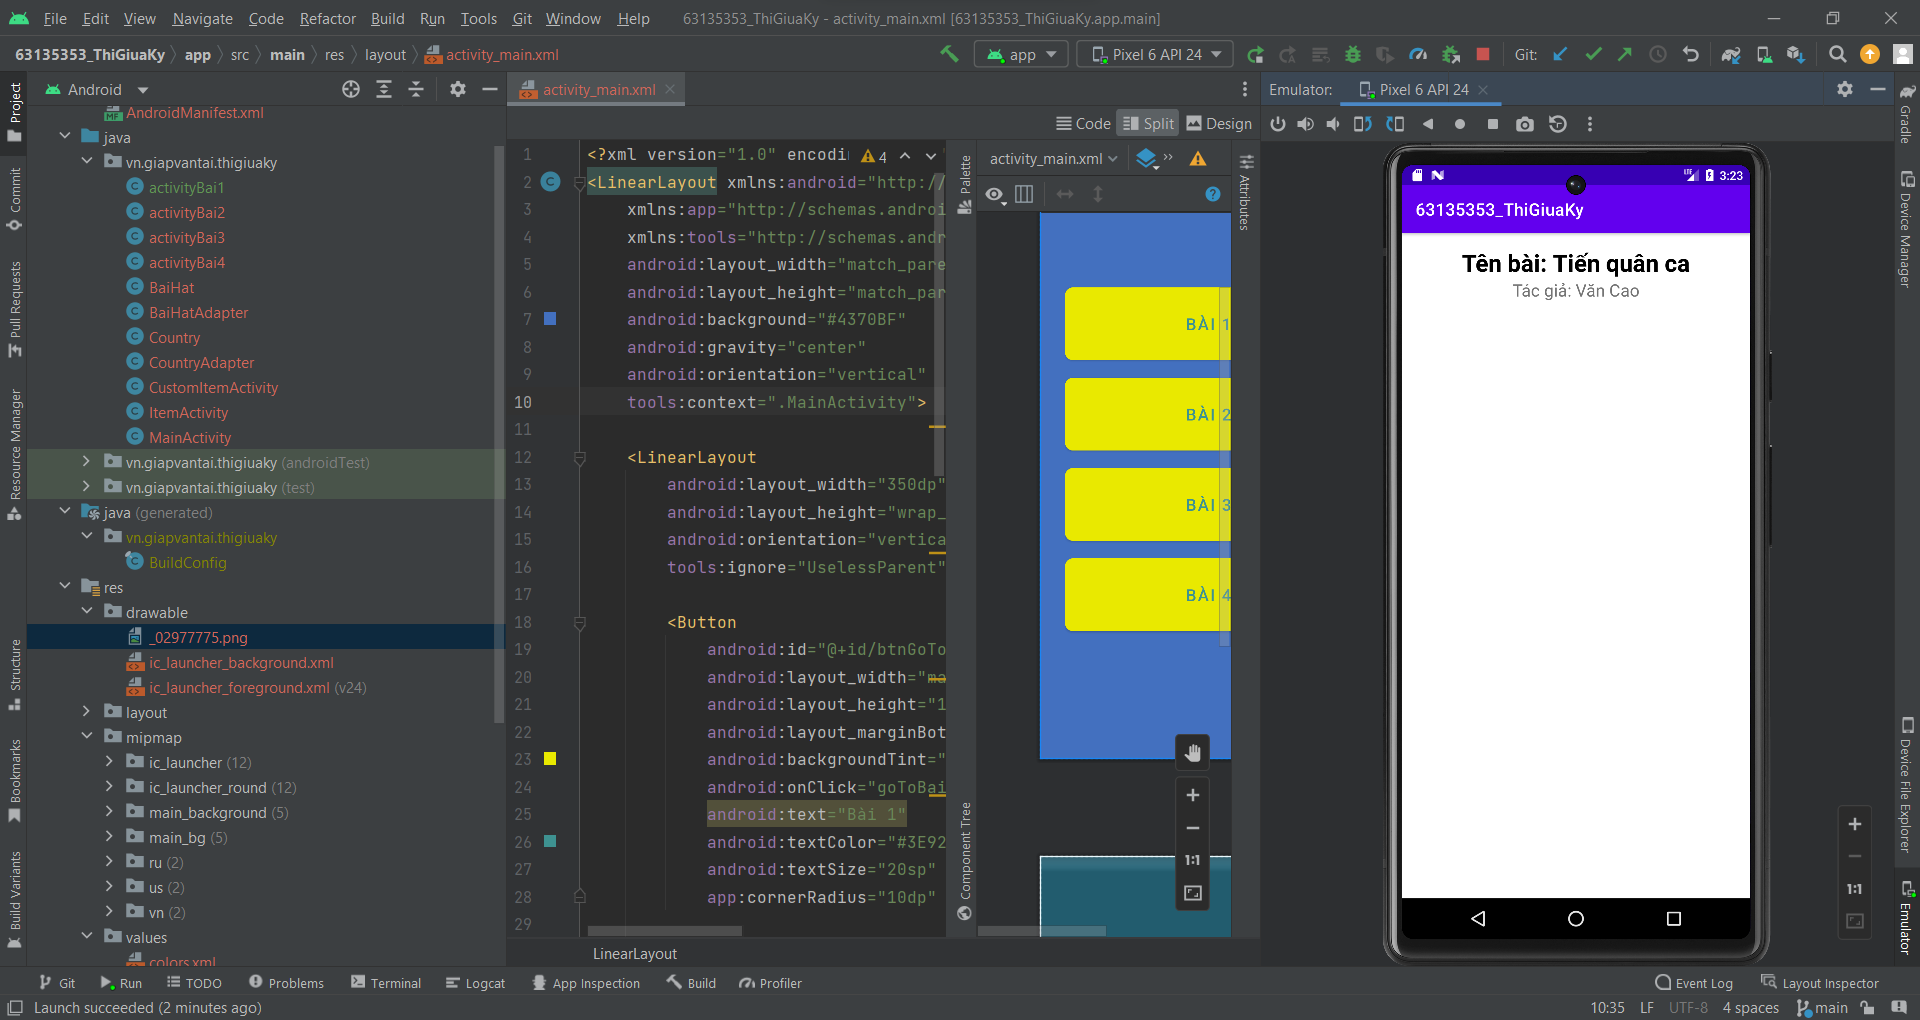 File Edit View Navigate Code Refactor Build Run Tools Git Window Help 63135353_ThiGiuaKy - activity_main.xml [63135353_ThiGiuaKy.app.main]
63135353_ThiGiuaKy app src main res layout activity_main.xml app Pixel 6 API 24 Git:
Project
Commit
Pull Requests
Resource Manager
Structure
Bookmarks
Build Variants
Android
AndroidManifest.xml
java
vn.giapvantai.thigiuaky
activityBai1
activityBai2
activityBai3
activityBai4
BaiHat
BaiHatAdapter
Country
CountryAdapter
CustomItemActivity
ItemActivity
MainActivity
vn.giapvantai.thigiuaky (androidTest)
vn.giapvantai.thigiuaky (test)
java (generated)
vn.giapvantai.thigiuaky
BuildConfig
res
drawable
_02977775.png
ic_launcher_background.xml
ic_launcher_foreground.xml (v24)
layout
mipmap
ic_launcher (12)
ic_launcher_round (12)
main_background (5)
main_bg (5)
ru (2)
us (2)
vn (2)
values
colors.xml
activity_main.xml
Code Split Design
1 <?xml version="1.0" encodi 4
2 <LinearLayout xmlns:android="http://
3 xmlns:app="http://schemas.androi
4 xmlns:tools="http://schemas.andr
5 android:layout_width="match_pare
6 android:layout_height="match_par
7 android:background="#4370BF"
8 android:gravity="center"
9 android:orientation="vertical"
10 tools:context=".MainActivity">
11
12 <LinearLayout
13 android:layout_width="350dp"
14 android:layout_height="wrap_
15 android:orientation="vertica
16 tools:ignore="UselessParent"
17
18 <Button
19 android:id="@+id/btnGoTo
20 android:layout_width="ma
21 android:layout_height="1
22 android:layout_marginBot
23 android:backgroundTint="
24 android:onClick="goToBai
25 android:text="Bài 1"
26 android:textColor="#3E92
27 android:textSize="20sp"
28 app:cornerRadius="10dp"
29
LinearLayout
Palette
Component Tree
activity_main.xml
Attributes
BÀI 1
BÀI 2
BÀI 3
BÀI 4
1:1
Emulator: Pixel 6 API 24
LTE 3:23
63135353_ThiGiuaKy
Tên bài: Tiến quân ca
Tác giả: Văn Cao
1:1
Gradle
Device Manager
Device File Explorer
Emulator
Git Run TODO Problems Terminal Logcat App Inspection Build Profiler Event Log Layout Inspector
Launch succeeded (2 minutes ago) 10:35 LF UTF-8 4 spaces main